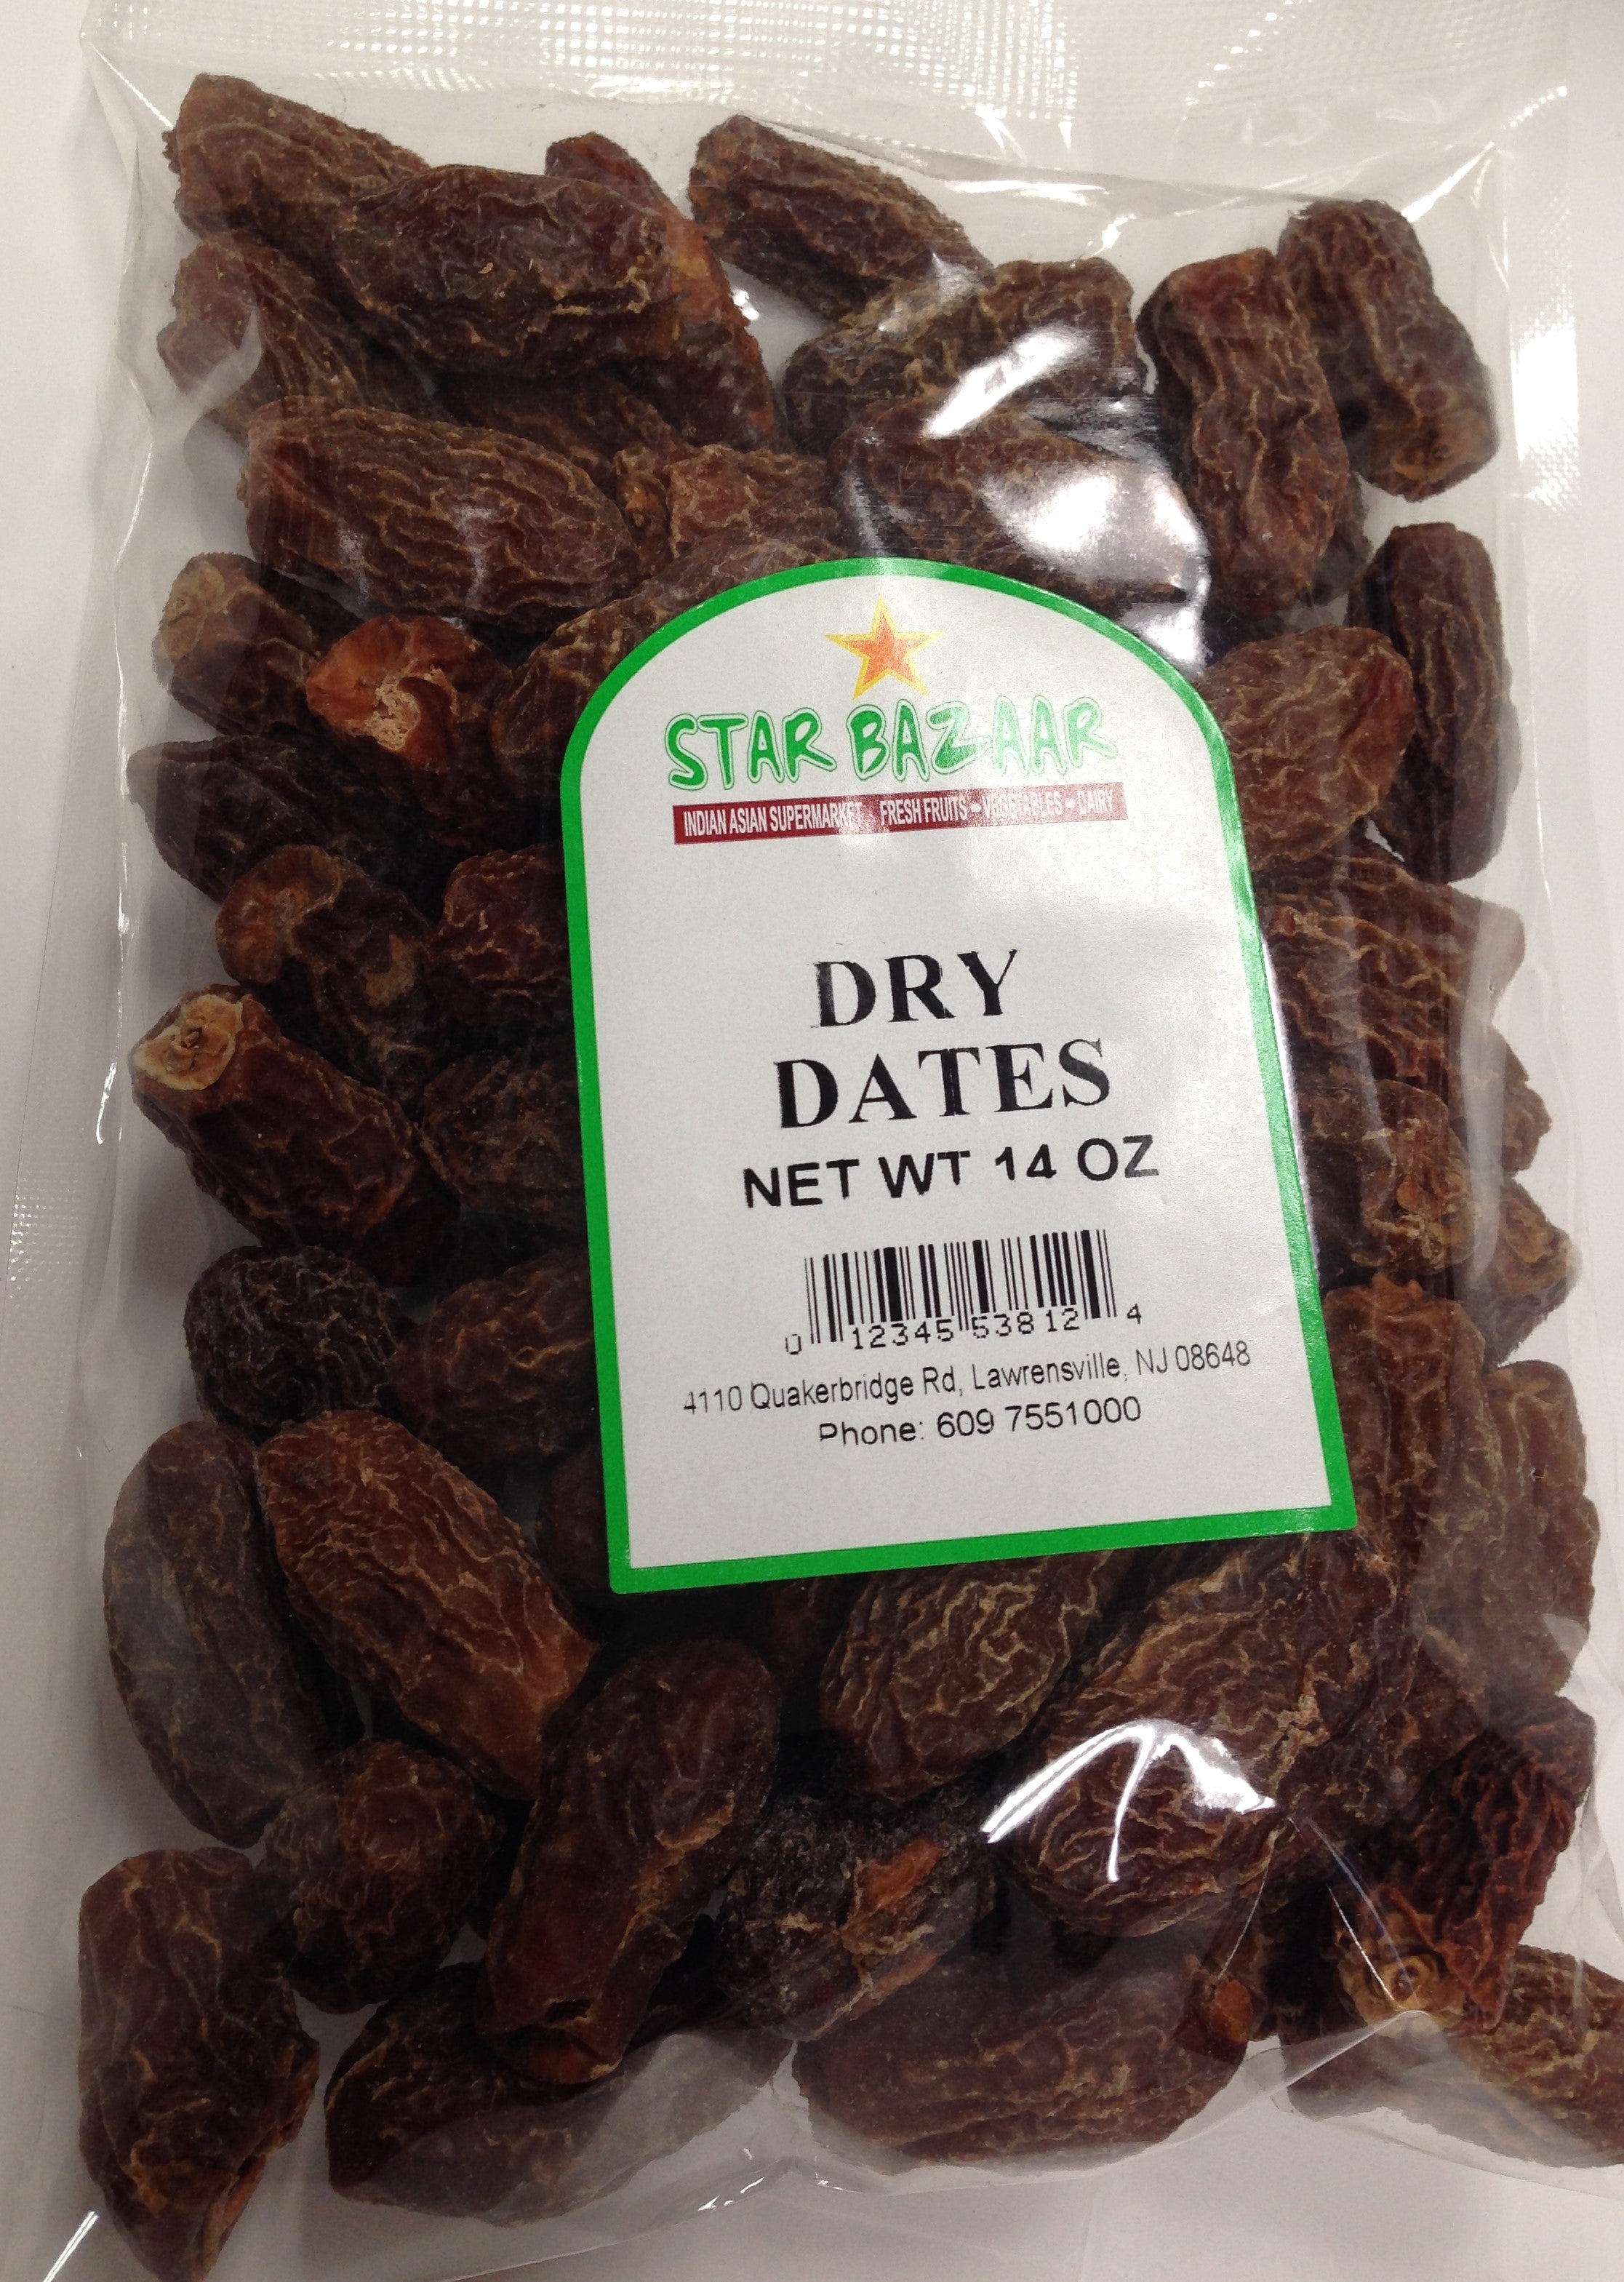 STAR BAZAAR
INDIAN ASIAN SUPERMARKET FRESH FRUITS - VEGETABLES - DAIRY
DRY
DATES
NET WT 14 OZ
0 12345 53812 4
4110 Quakerbridge Rd, Lawrensville, NJ 08648
Phone: 609 7551000